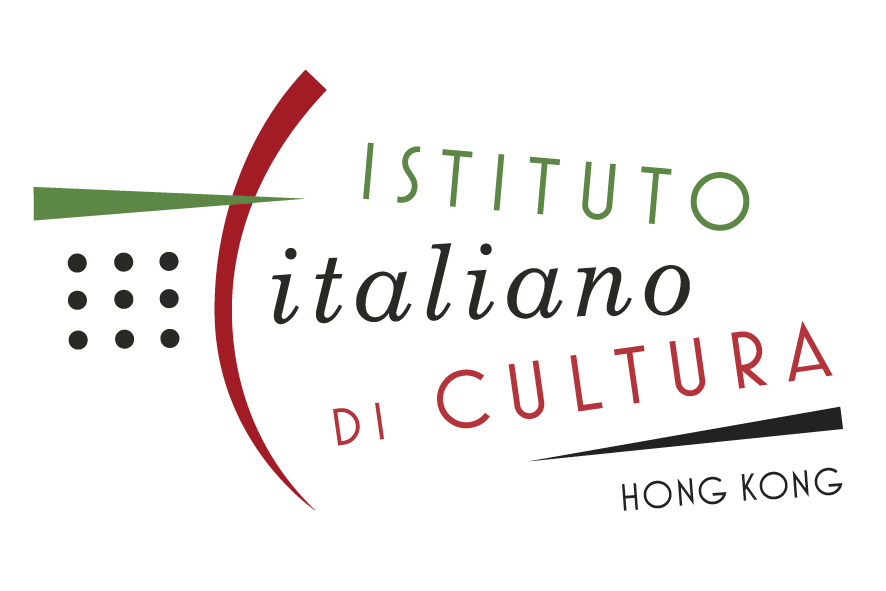 ISTITUTO
italiano
DI CULTURA
HONG KONG